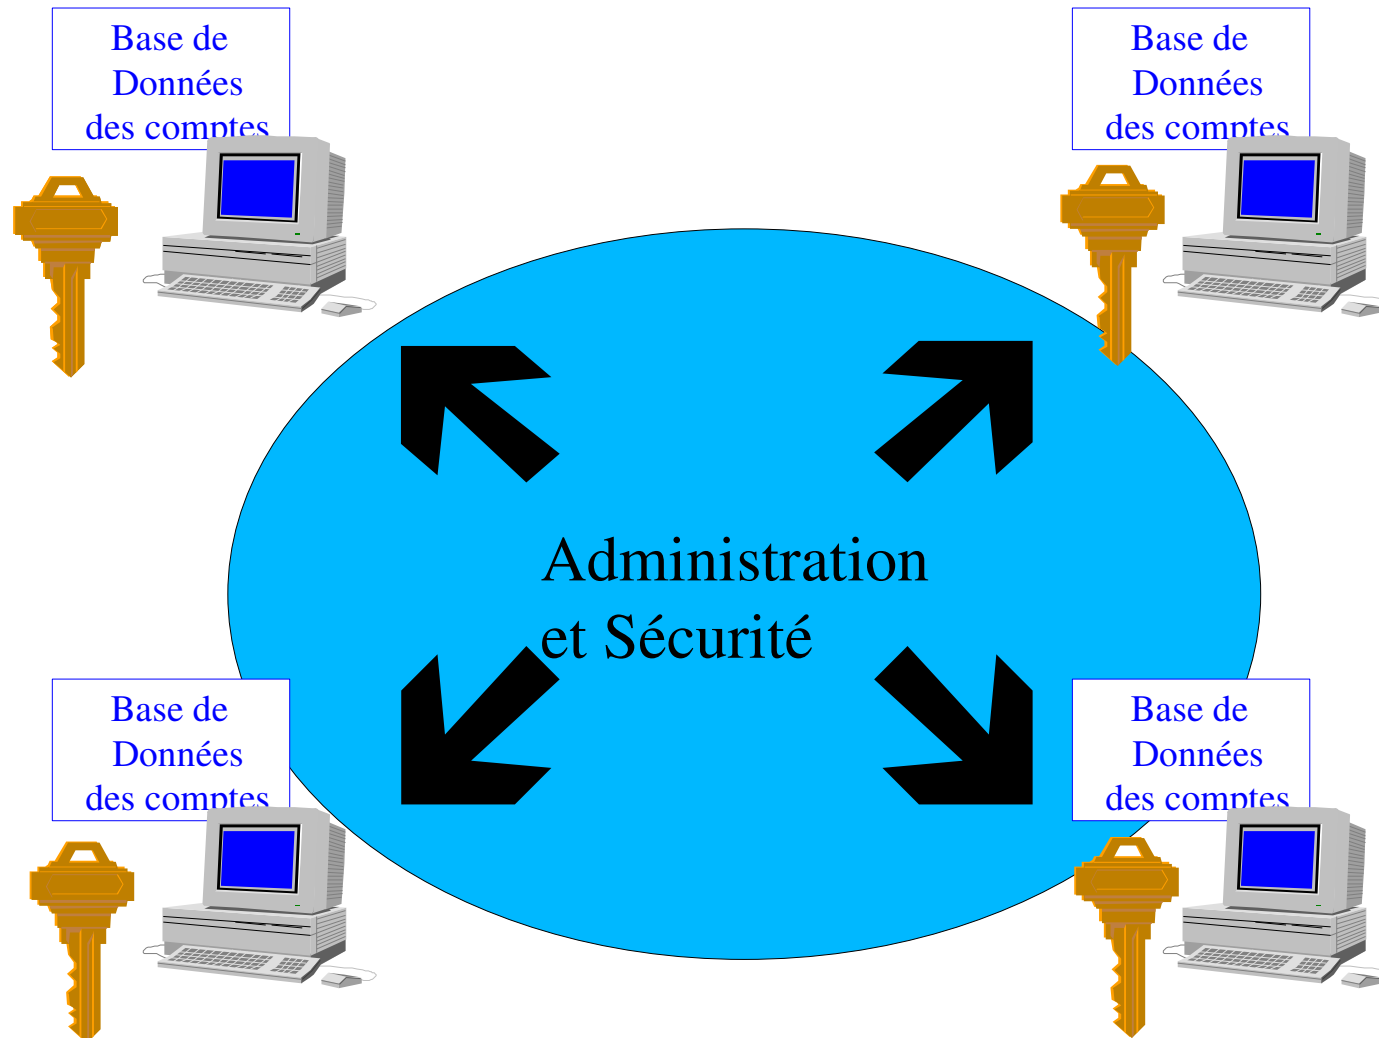 Base de
Données
des comptes
Base de
Données
des comptes
Administration
et Sécurité
Base de
Données
des comptes
Base de
Données
des comptes